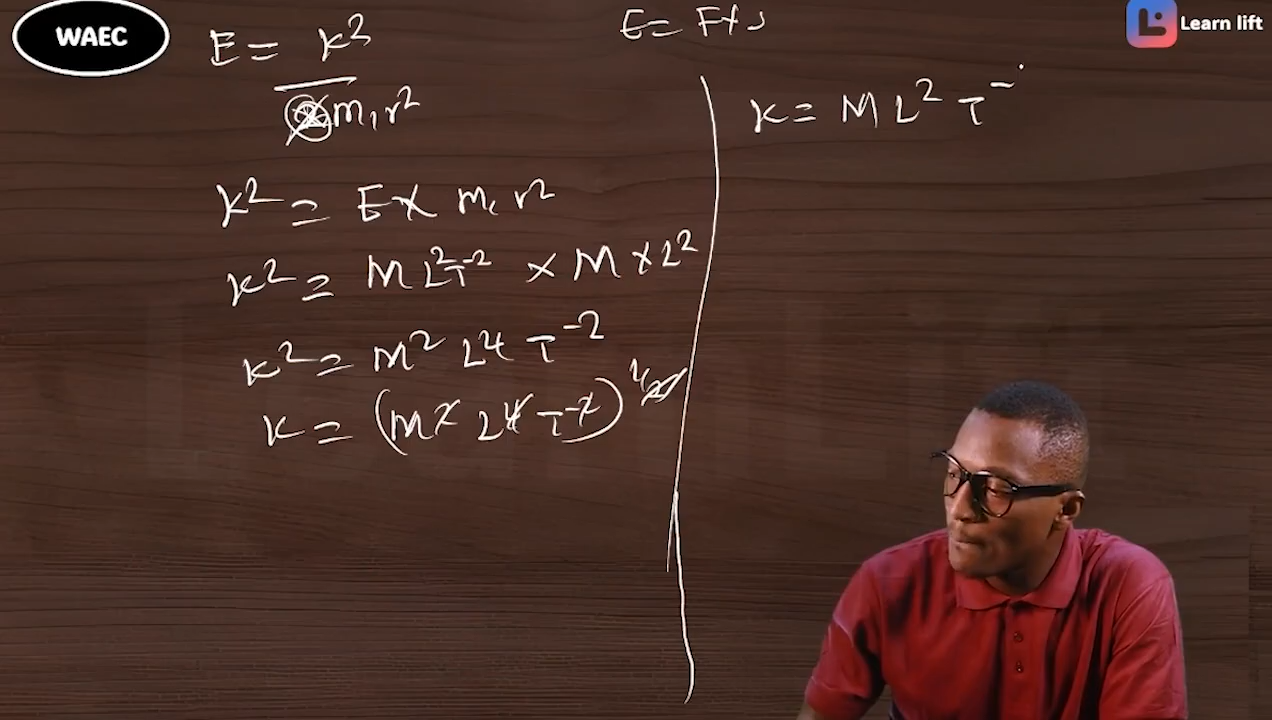 WAEC
Learn lift
E = k²
m₁r²
k² = E × m₁ r²
k² = M L²T⁻² × M × L²
k² = M² L⁴ T⁻²
k = (M² L⁴ T⁻²)
E = F × s
k = M L² T⁻